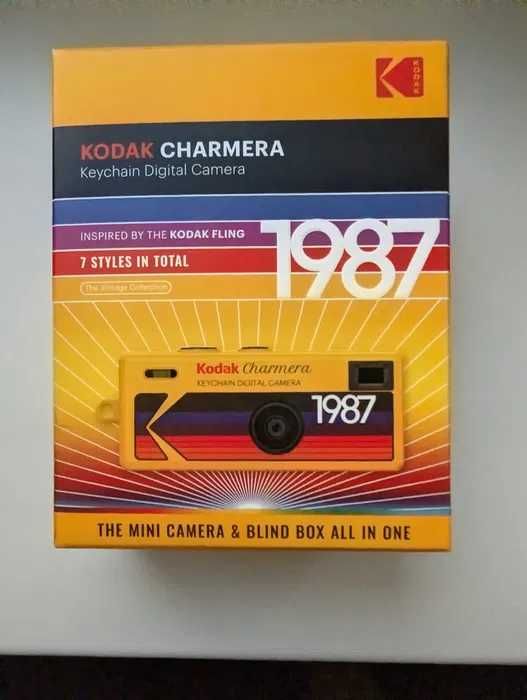 KODAK
KODAK CHARMERA
Keychain Digital Camera
INSPIRED BY THE KODAK FLING
1987
7 STYLES IN TOTAL
The Vintage Collection
Kodak Charmera
KEYCHAIN DIGITAL CAMERA
1987
THE MINI CAMERA & BLIND BOX ALL IN ONE